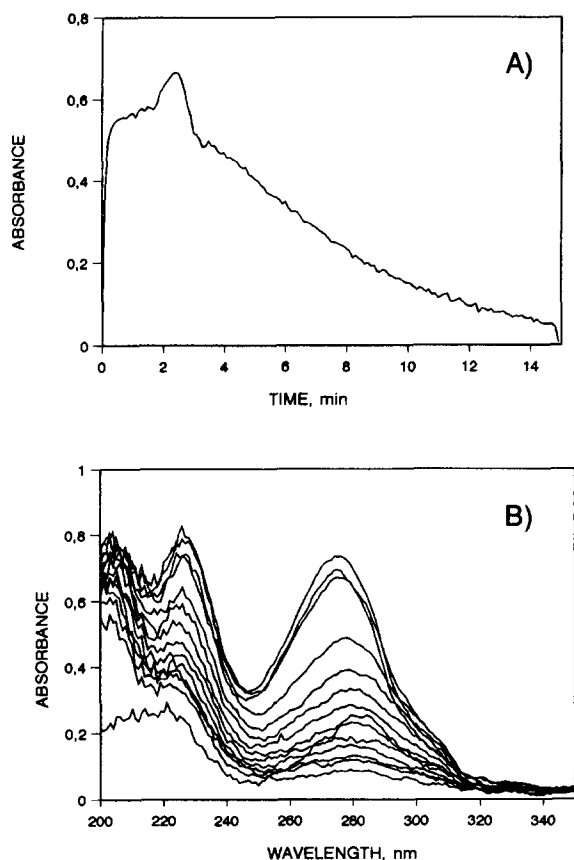 A)
ABSORBANCE
0,8
0,6
0,4
0,2
0
0 2 4 6 8 10 12 14
TIME, min
B)
ABSORBANCE
1
0,8
0,6
0,4
0,2
0
200 220 240 260 280 300 320 340
WAVELENGTH, nm